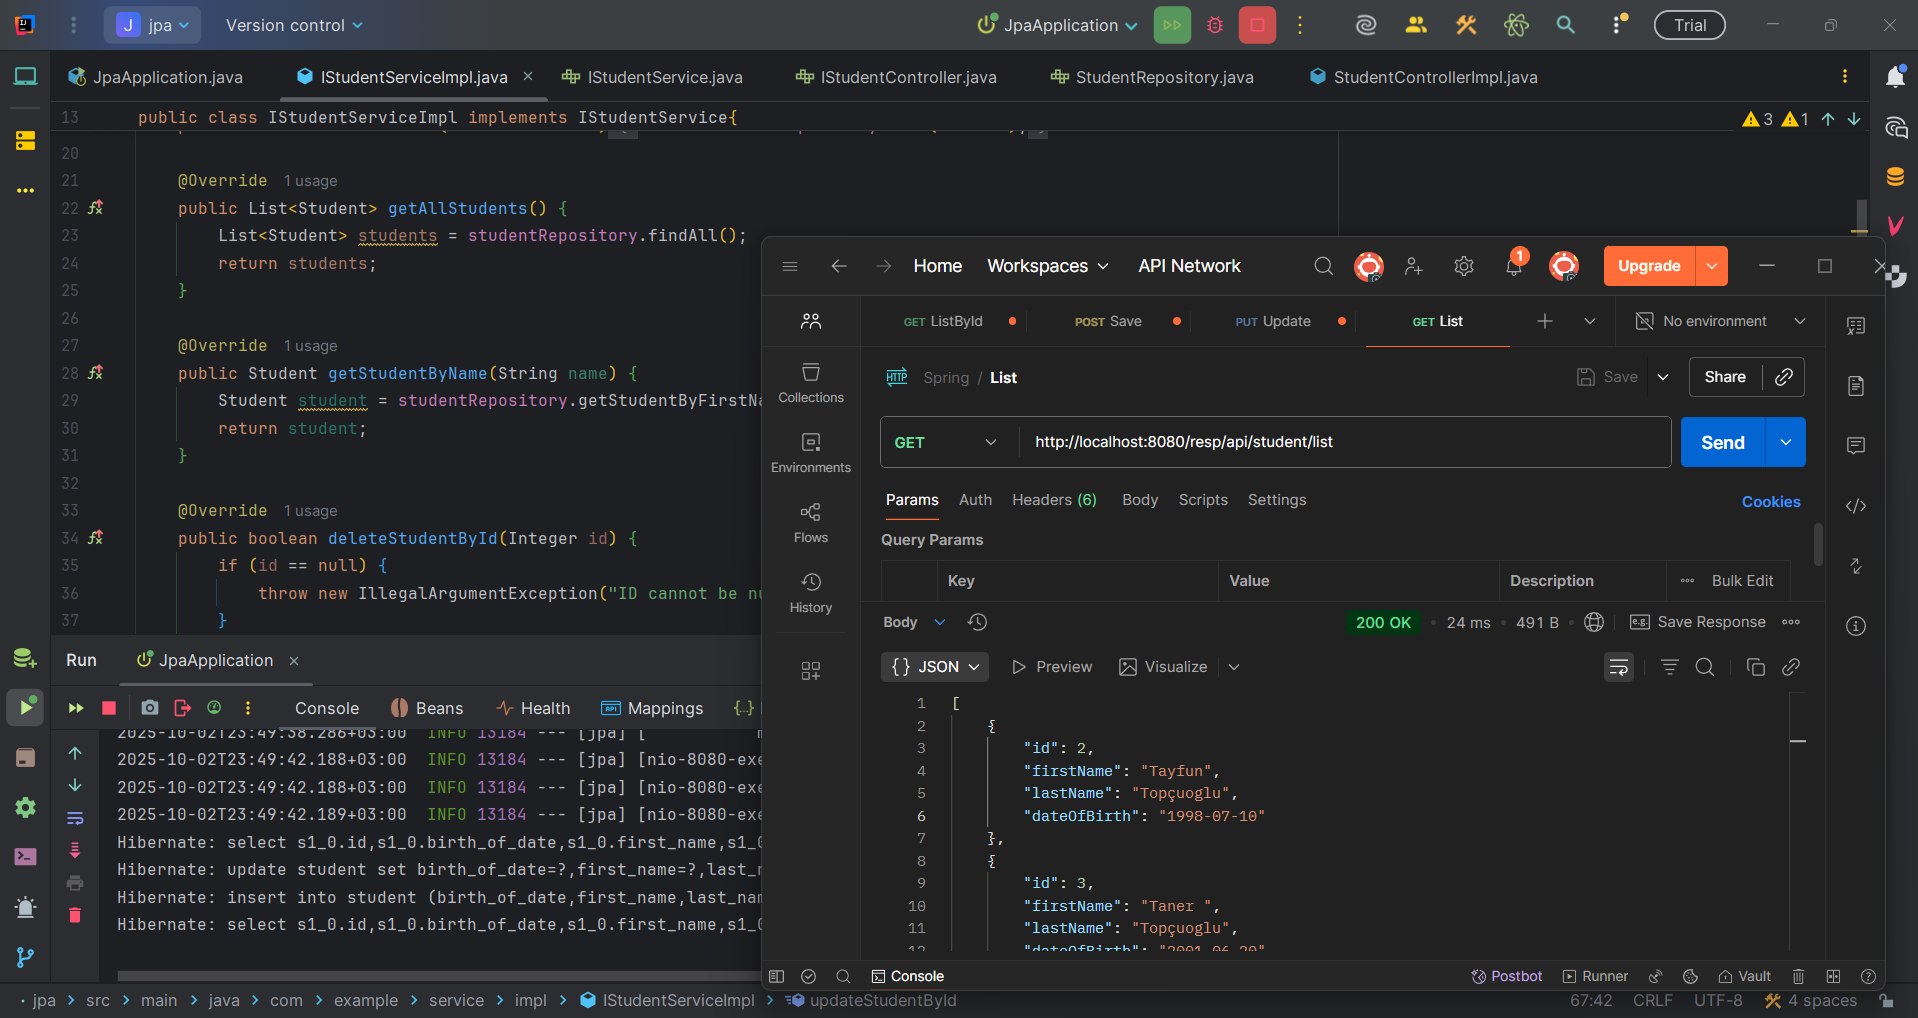 J jpa Version control JpaApplication Trial
JpaApplication.java IStudentServiceImpl.java IStudentService.java IStudentController.java StudentRepository.java StudentControllerImpl.java
13 public class IStudentServiceImpl implements IStudentService{ 3 1
20
21 @Override 1 usage
22 public List<Student> getAllStudents() {
23 List<Student> students = studentRepository.findAll();
24 return students;
25 }
26
27 @Override 1 usage
28 public Student getStudentByName(String name) {
29 Student student = studentRepository.getStudentByFirstNa
30 return student;
31 }
32
33 @Override 1 usage
34 public boolean deleteStudentById(Integer id) {
35 if (id == null) {
36 throw new IllegalArgumentException("ID cannot be nu
37 }
Run JpaApplication
Console Beans Health Mappings
2025-10-02T23:49:38.286+03:00 INFO 13184 --- [jpa] [
2025-10-02T23:49:42.188+03:00 INFO 13184 --- [jpa] [nio-8080-exe
2025-10-02T23:49:42.188+03:00 INFO 13184 --- [jpa] [nio-8080-exe
2025-10-02T23:49:42.189+03:00 INFO 13184 --- [jpa] [nio-8080-exe
Hibernate: select s1_0.id,s1_0.birth_of_date,s1_0.first_name,s1_0
Hibernate: update student set birth_of_date=?,first_name=?,last_n
Hibernate: insert into student (birth_of_date,first_name,last_nam
Hibernate: select s1_0.id,s1_0.birth_of_date,s1_0.first_name,s1_0
Home Workspaces API Network 1 Upgrade
GET ListById POST Save PUT Update GET List No environment
HTTP Spring / List Save Share
Collections
Environments
Flows
History
GET http://localhost:8080/resp/api/student/list Send
Params Auth Headers (6) Body Scripts Settings Cookies
Query Params
Key Value Description Bulk Edit
Body 200 OK 24 ms 491 B e.g. Save Response
{} JSON Preview Visualize
1 [
2 {
3 "id": 2,
4 "firstName": "Tayfun",
5 "lastName": "Topçuoglu",
6 "dateOfBirth": "1998-07-10"
7 },
8 {
9 "id": 3,
10 "firstName": "Taner ",
11 "lastName": "Topçuoglu",
12 "dateOfBirth": "2001-06-20"
Console Postbot Runner Vault
jpa > src > main > java > com > example > service > impl > IStudentServiceImpl > updateStudentById 67:42 CRLF UTF-8 4 spaces